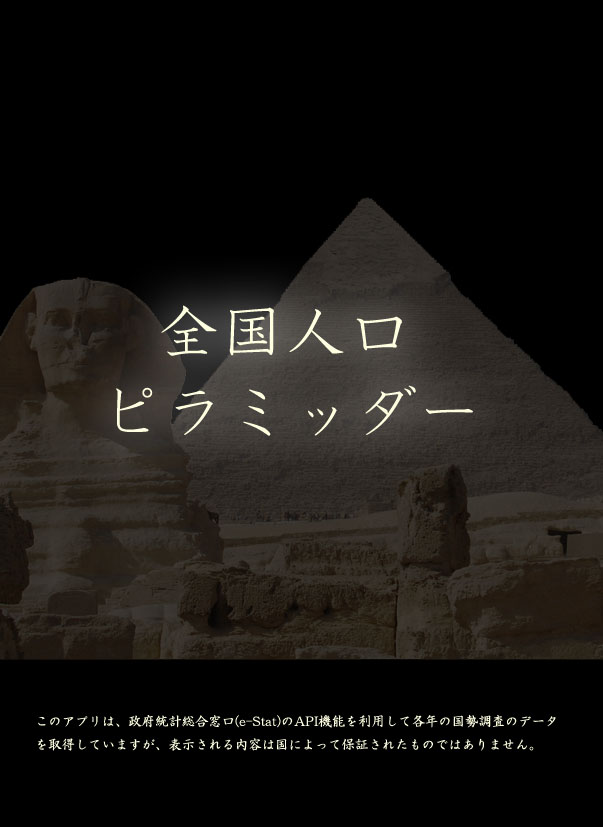 全国人口
ピラミッダー
このアプリは、政府統計総合窓口(e-Stat)のAPI機能を利用して各年の国勢調査のデータ
を取得していますが、表示される内容は国によって保証されたものではありません。